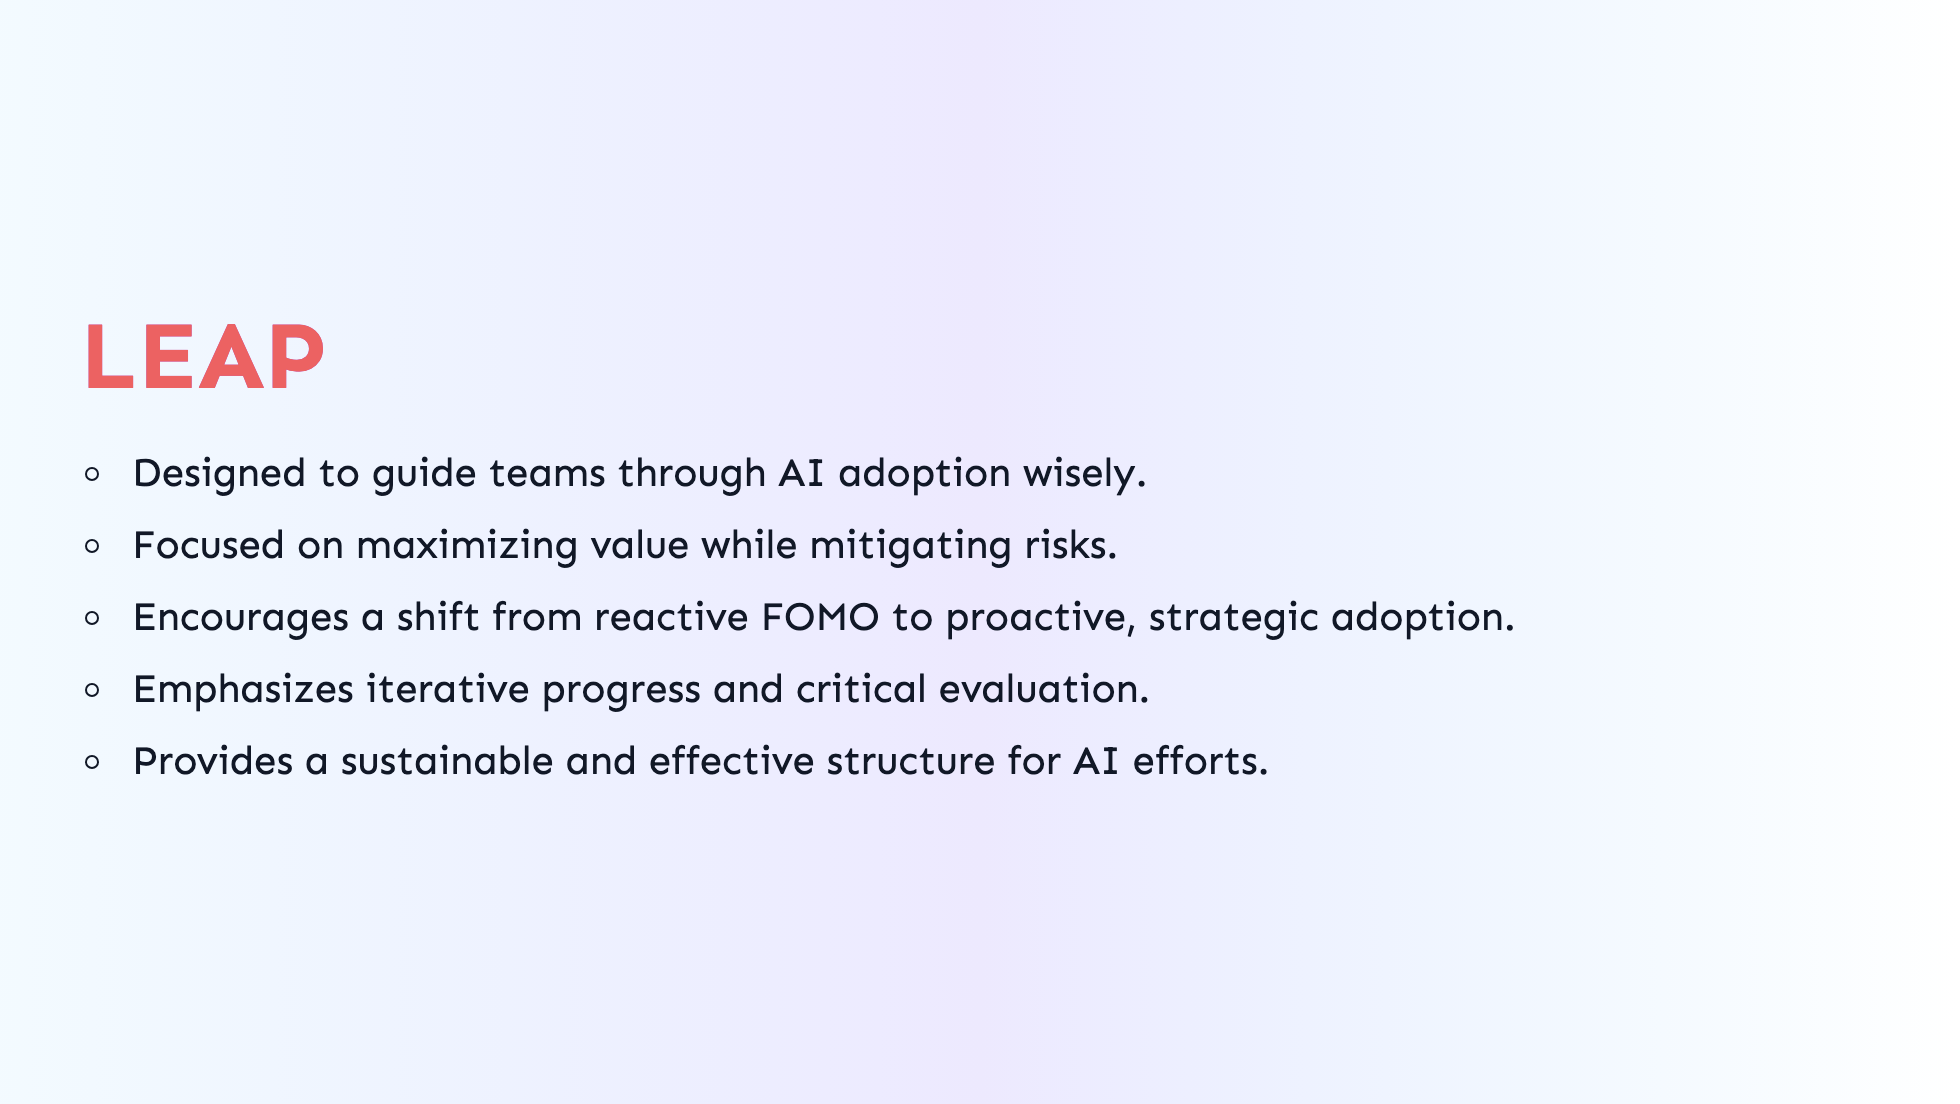 LEAP
Designed to guide teams through AI adoption wisely.
Focused on maximizing value while mitigating risks.
Encourages a shift from reactive FOMO to proactive, strategic adoption.
Emphasizes iterative progress and critical evaluation.
Provides a sustainable and effective structure for AI efforts.